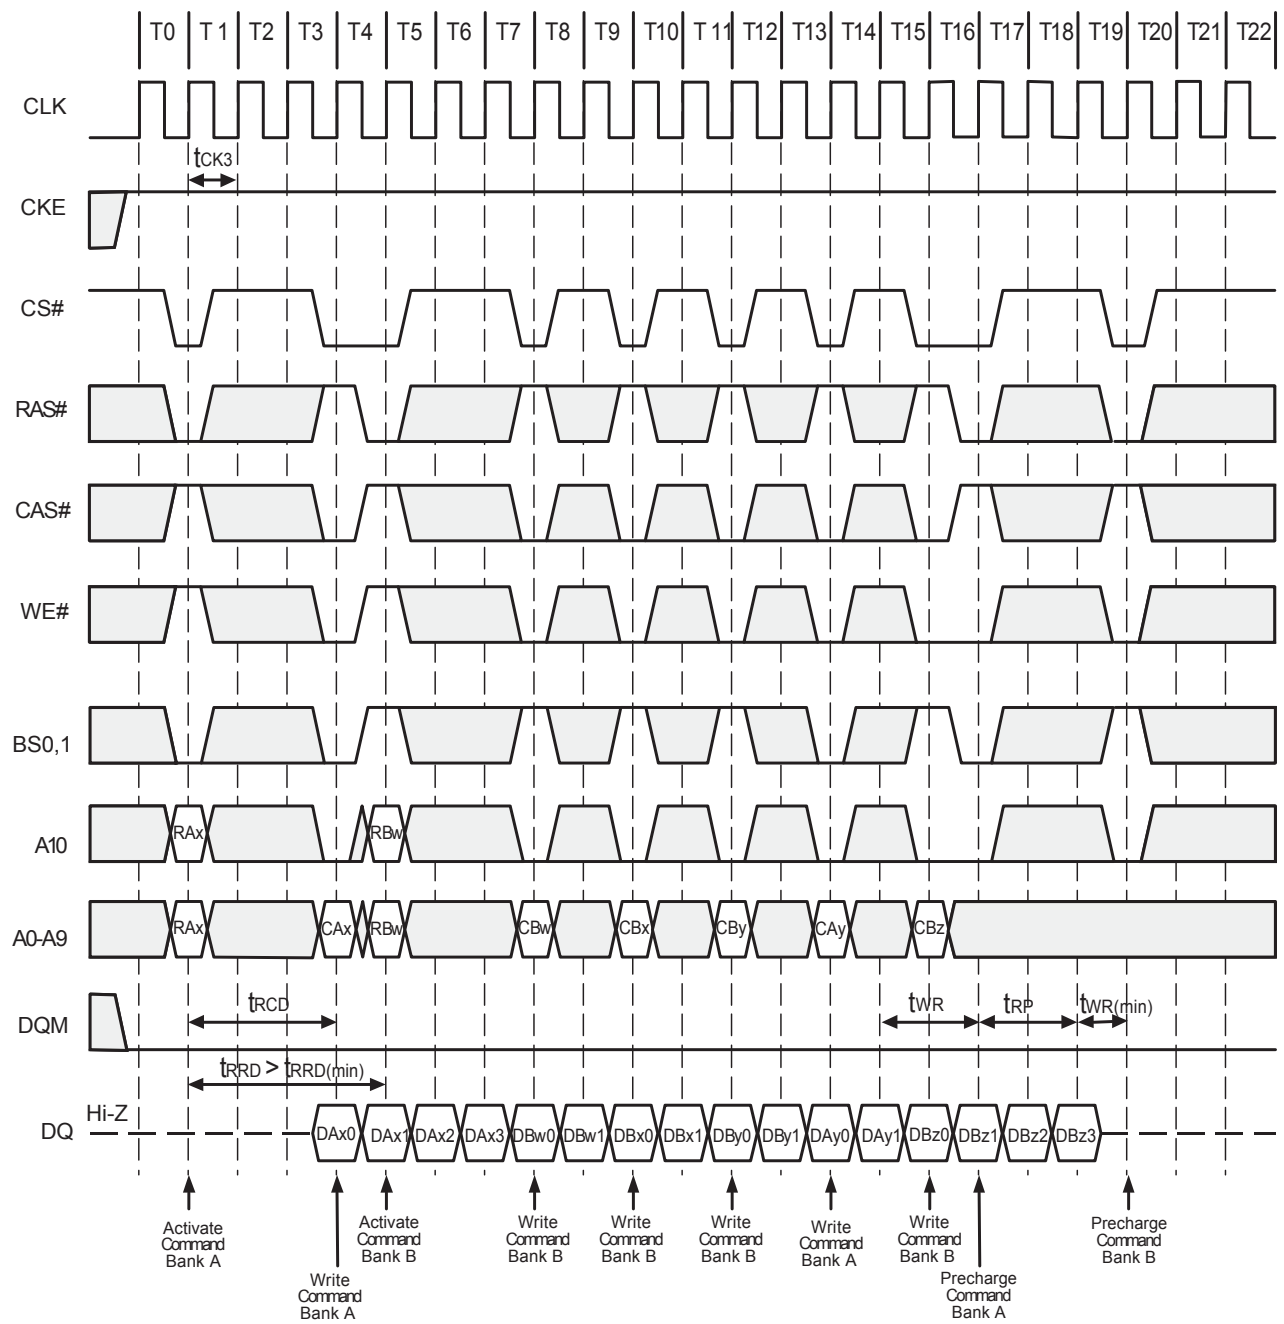 T0 T 1 T2 T3 T4 T5 T6 T7 T8 T9 T10 T 11 T12 T13 T14 T15 T16 T17 T18 T19 T20 T21 T22
CLK
tCK3
CKE
CS#
RAS#
CAS#
WE#
BS0,1
A10 RAx RBw
A0-A9 RAx CAx RBw CBw CBx CBy CAy CBz
DQM tRCD tWR tRP tWR(min)
tRRD > tRRD(min)
Hi-Z
DQ DAx0 DAx1 DAx2 DAx3 DBw0 DBw1 DBx0 DBx1 DBy0 DBy1 DAy0 DAy1 DBz0 DBz1 DBz2 DBz3
Activate
Command
Bank A
Write
Command
Bank A
Activate
Command
Bank B
Write
Command
Bank B
Write
Command
Bank B
Write
Command
Bank B
Write
Command
Bank A
Write
Command
Bank B
Precharge
Command
Bank A
Precharge
Command
Bank B